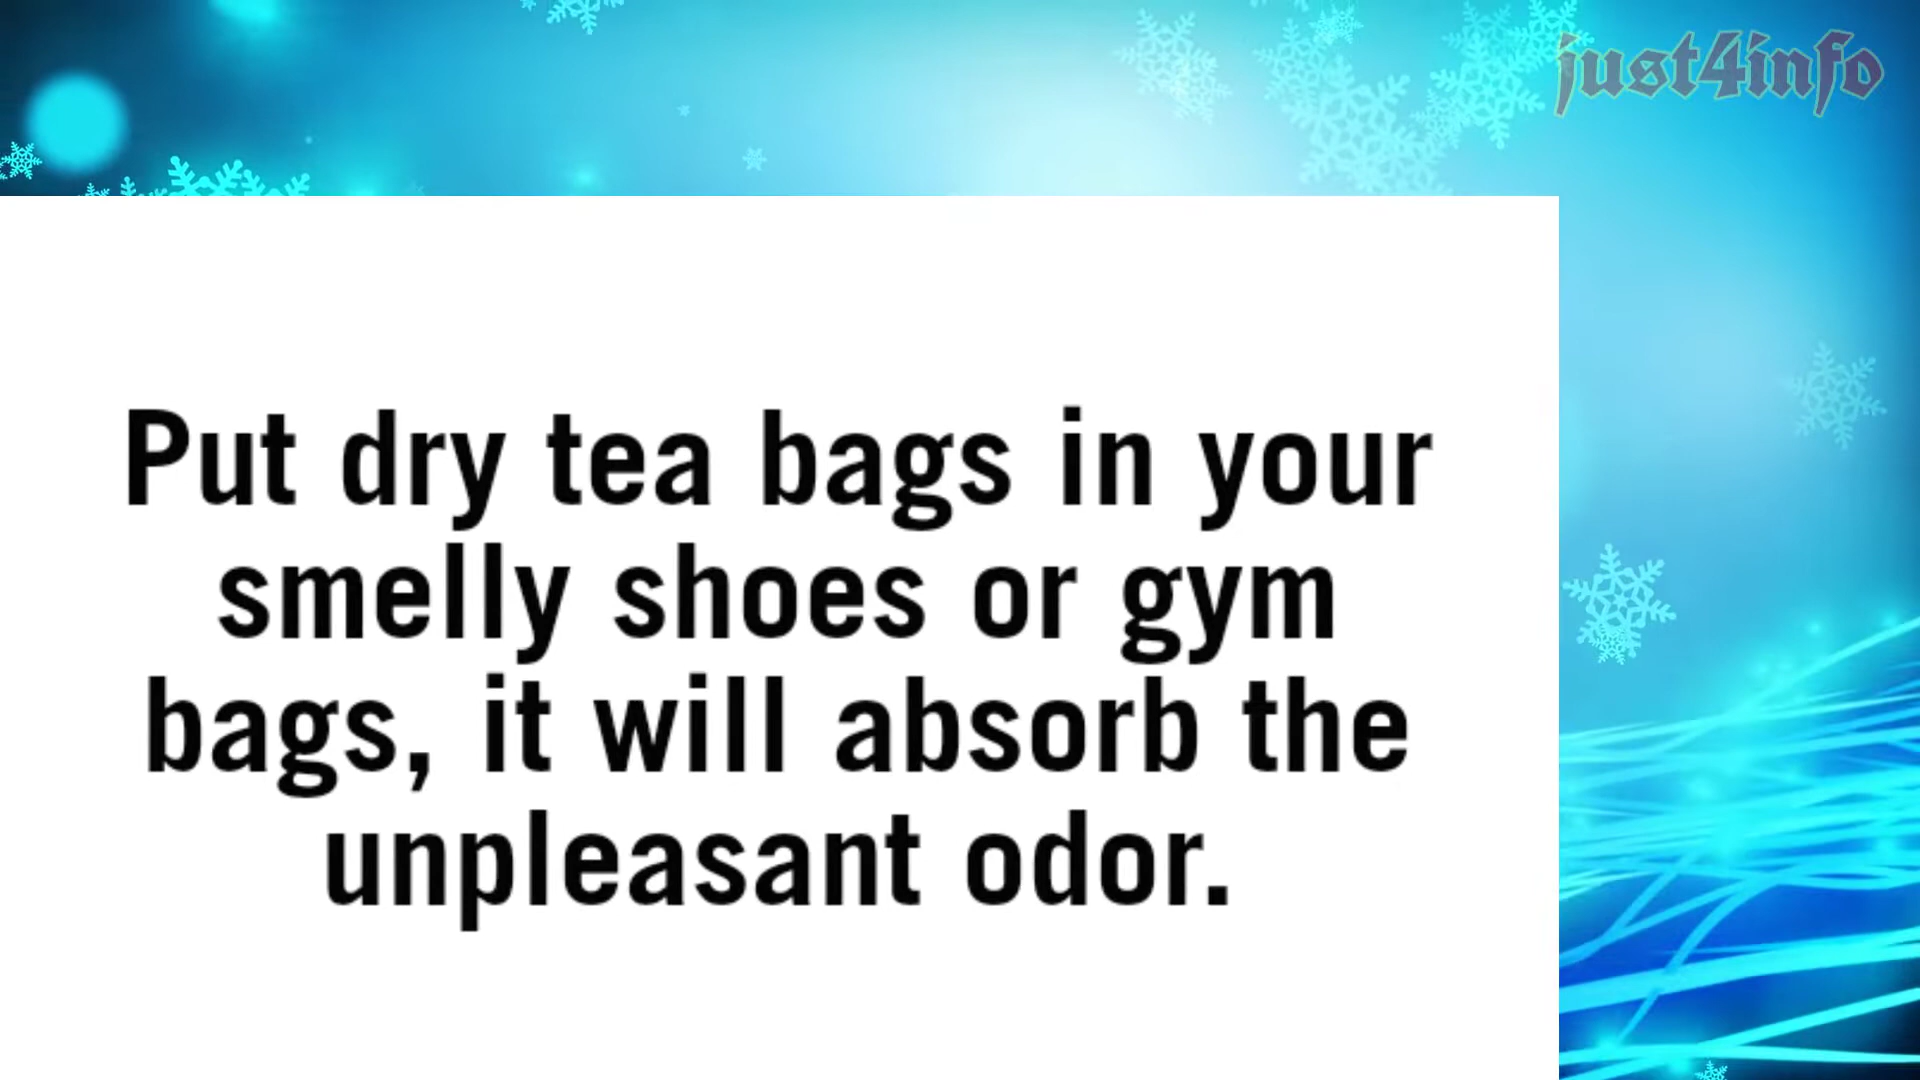 just4info
Put dry tea bags in your
smelly shoes or gym
bags, it will absorb the
unpleasant odor.